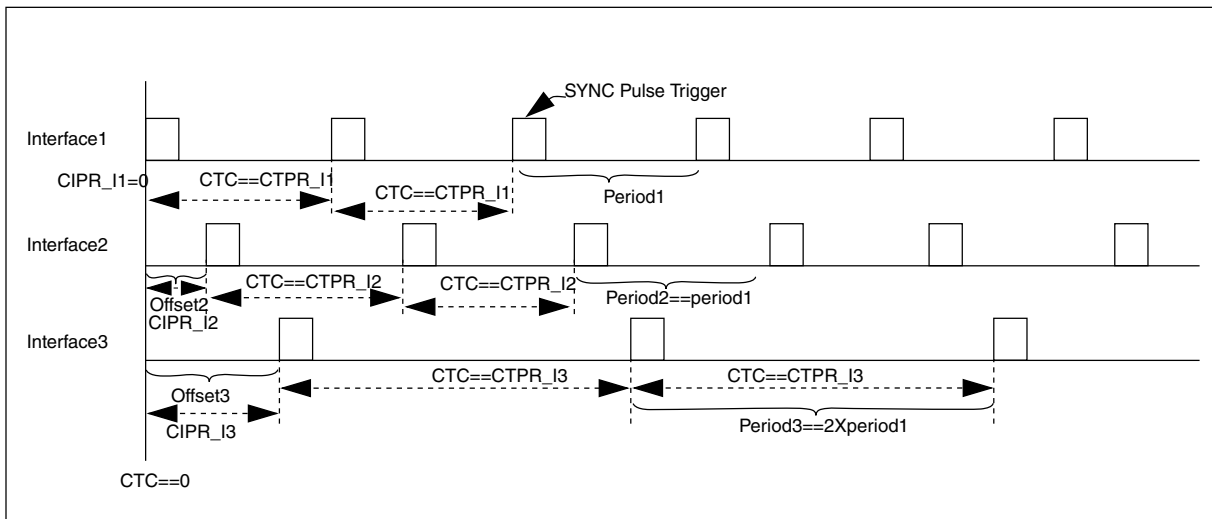 SYNC Pulse Trigger
Interface1
CIPR_I1=0
CTC==CTPR_I1
CTC==CTPR_I1
Period1
Interface2
CTC==CTPR_I2
CTC==CTPR_I2
Period2==period1
Offset2
CIPR_I2
Interface3
CTC==CTPR_I3
CTC==CTPR_I3
Offset3
CIPR_I3
Period3==2Xperiod1
CTC==0